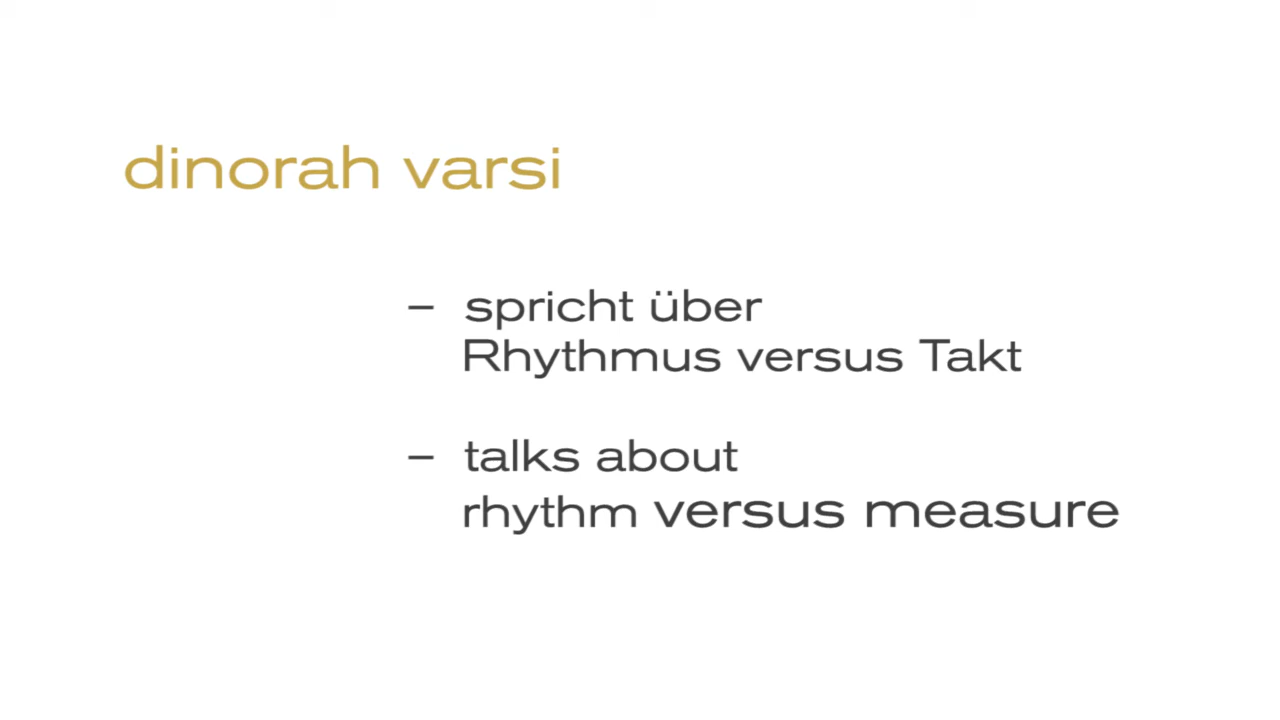 dinorah varsi
– spricht über
Rhythmus versus Takt
– talks about
rhythm versus measure